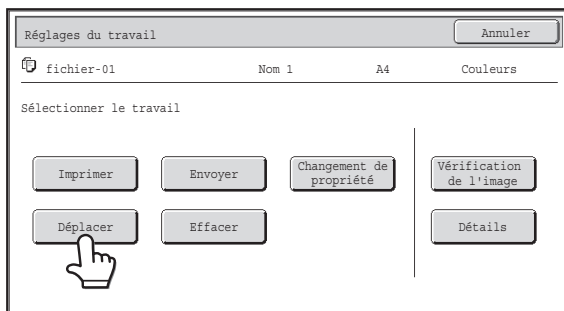 Réglages du travail
Annuler
fichier-01 Nom 1 A4 Couleurs
Sélectionner le travail
Imprimer
Envoyer
Changement de
propriété
Vérification
de l'image
Déplacer
Effacer
Détails